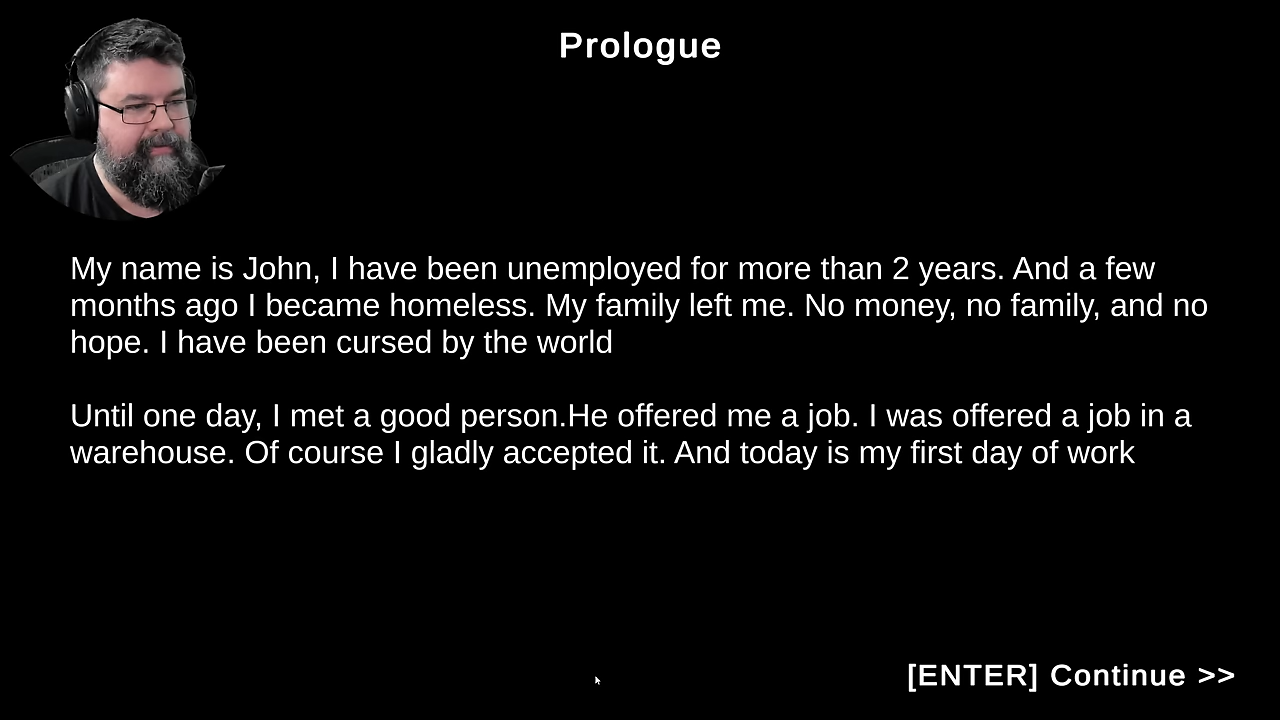 Prologue
My name is John, I have been unemployed for more than 2 years. And a few
months ago I became homeless. My family left me. No money, no family, and no
hope. I have been cursed by the world
Until one day, I met a good person.He offered me a job. I was offered a job in a
warehouse. Of course I gladly accepted it. And today is my first day of work
[ENTER] Continue >>